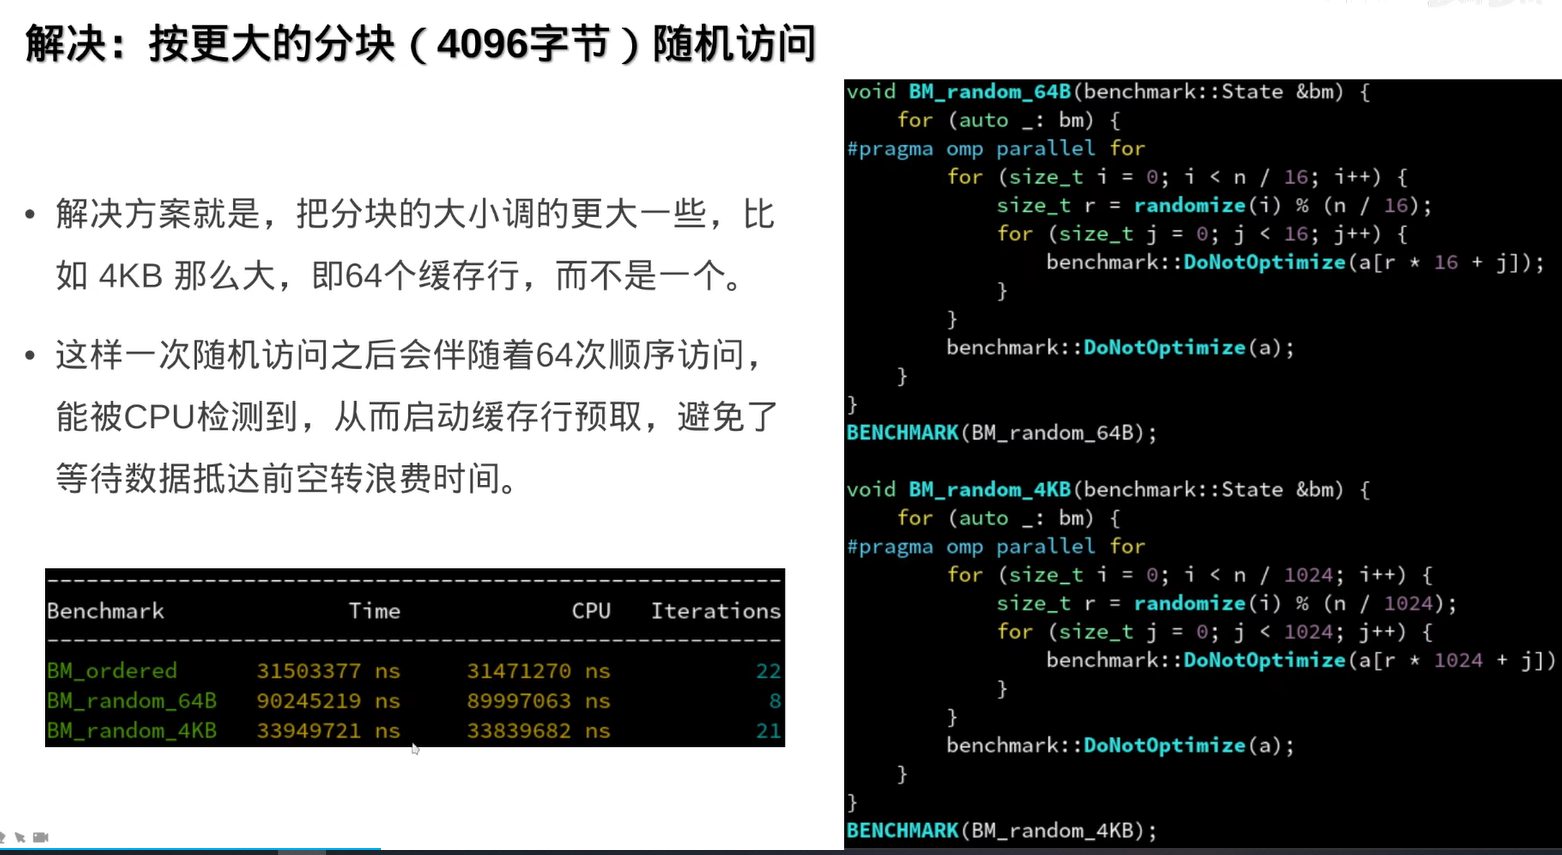 解决：按更大的分块（4096字节）随机访问
• 解决方案就是，把分块的大小调的更大一些，比
如 4KB 那么大，即64个缓存行，而不是一个。
• 这样一次随机访问之后会伴随着64次顺序访问，
能被CPU检测到，从而启动缓存行预取，避免了
等待数据抵达前空转浪费时间。
Benchmark Time CPU Iterations
BM_ordered 31503377 ns 31471270 ns 22
BM_random_64B 90245219 ns 89997063 ns 8
BM_random_4KB 33949721 ns 33839682 ns 21
void BM_random_64B(benchmark::State &bm) {
    for (auto _: bm) {
#pragma omp parallel for
        for (size_t i = 0; i < n / 16; i++) {
            size_t r = randomize(i) % (n / 16);
            for (size_t j = 0; j < 16; j++) {
                benchmark::DoNotOptimize(a[r * 16 + j]);
            }
        }
        benchmark::DoNotOptimize(a);
    }
}
BENCHMARK(BM_random_64B);
void BM_random_4KB(benchmark::State &bm) {
    for (auto _: bm) {
#pragma omp parallel for
        for (size_t i = 0; i < n / 1024; i++) {
            size_t r = randomize(i) % (n / 1024);
            for (size_t j = 0; j < 1024; j++) {
                benchmark::DoNotOptimize(a[r * 1024 + j])
            }
        }
        benchmark::DoNotOptimize(a);
    }
}
BENCHMARK(BM_random_4KB);